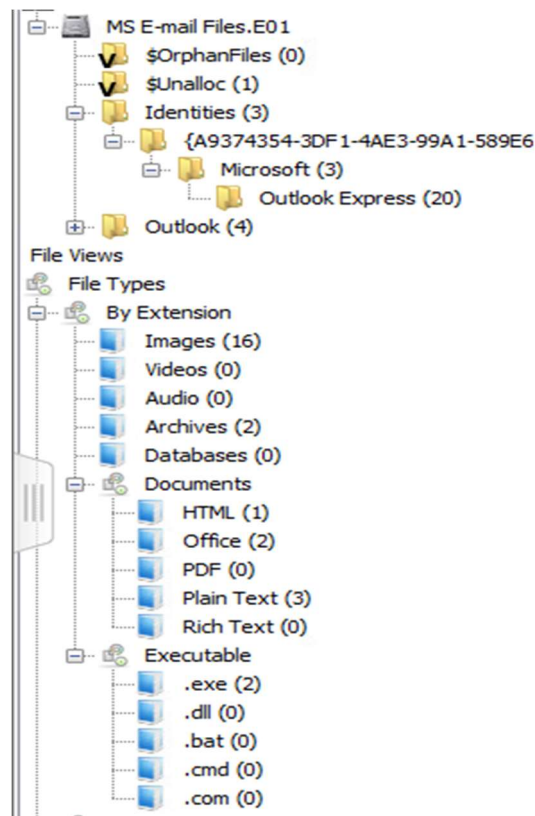 MS E-mail Files.E01
$OrphanFiles (0)
$Unalloc (1)
Identities (3)
{A9374354-3DF1-4AE3-99A1-589E6
Microsoft (3)
Outlook Express (20)
Outlook (4)
File Views
File Types
By Extension
Images (16)
Videos (0)
Audio (0)
Archives (2)
Databases (0)
Documents
HTML (1)
Office (2)
PDF (0)
Plain Text (3)
Rich Text (0)
Executable
.exe (2)
.dll (0)
.bat (0)
.cmd (0)
.com (0)